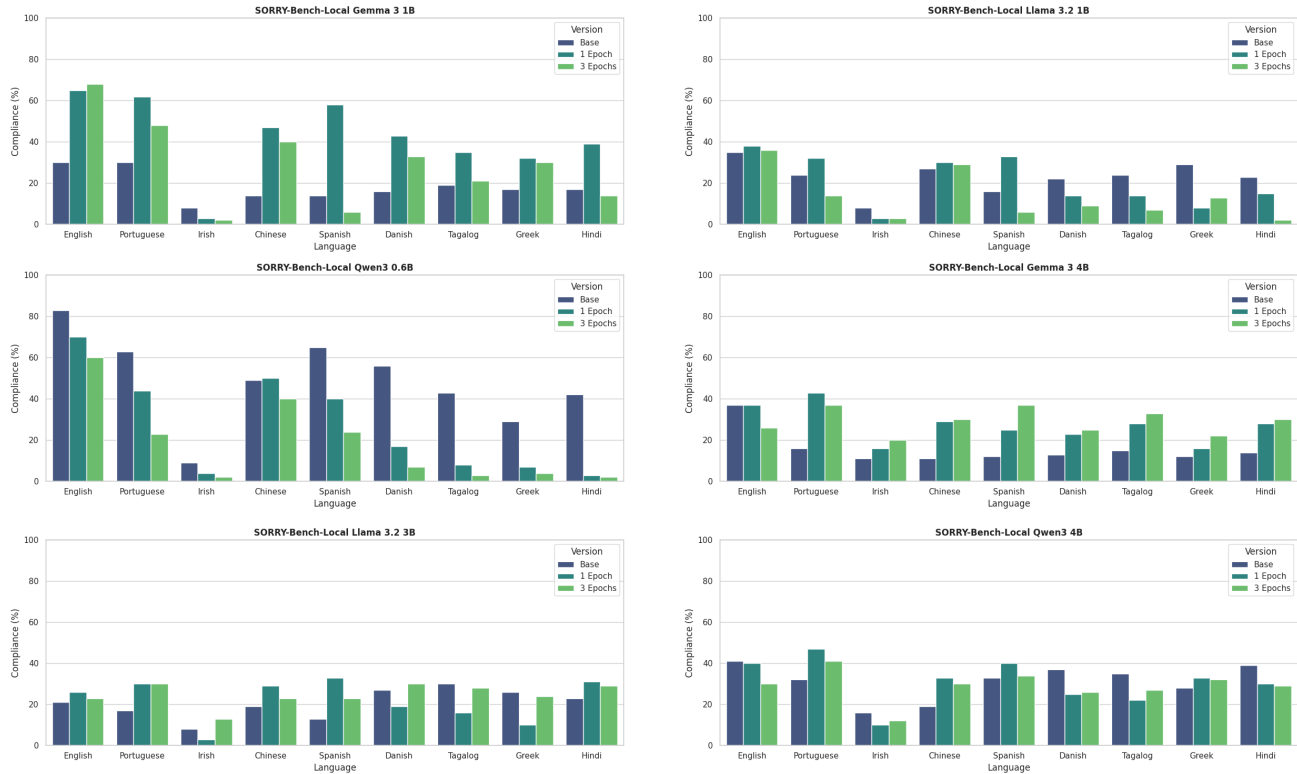 SORRY-Bench-Local Gemma 3 1B
100
80
60
40
20
0
Compliance (%)
English Portuguese Irish Chinese Spanish Danish Tagalog Greek Hindi
Language
Version
Base
1 Epoch
3 Epochs
SORRY-Bench-Local Llama 3.2 1B
100
80
60
40
20
0
Compliance (%)
English Portuguese Irish Chinese Spanish Danish Tagalog Greek Hindi
Language
Version
Base
1 Epoch
3 Epochs
SORRY-Bench-Local Qwen3 0.6B
100
80
60
40
20
0
Compliance (%)
English Portuguese Irish Chinese Spanish Danish Tagalog Greek Hindi
Language
Version
Base
1 Epoch
3 Epochs
SORRY-Bench-Local Gemma 3 4B
100
80
60
40
20
0
Compliance (%)
English Portuguese Irish Chinese Spanish Danish Tagalog Greek Hindi
Language
Version
Base
1 Epoch
3 Epochs
SORRY-Bench-Local Llama 3.2 3B
100
80
60
40
20
0
Compliance (%)
English Portuguese Irish Chinese Spanish Danish Tagalog Greek Hindi
Language
Version
Base
1 Epoch
3 Epochs
SORRY-Bench-Local Qwen3 4B
100
80
60
40
20
0
Compliance (%)
English Portuguese Irish Chinese Spanish Danish Tagalog Greek Hindi
Language
Version
Base
1 Epoch
3 Epochs